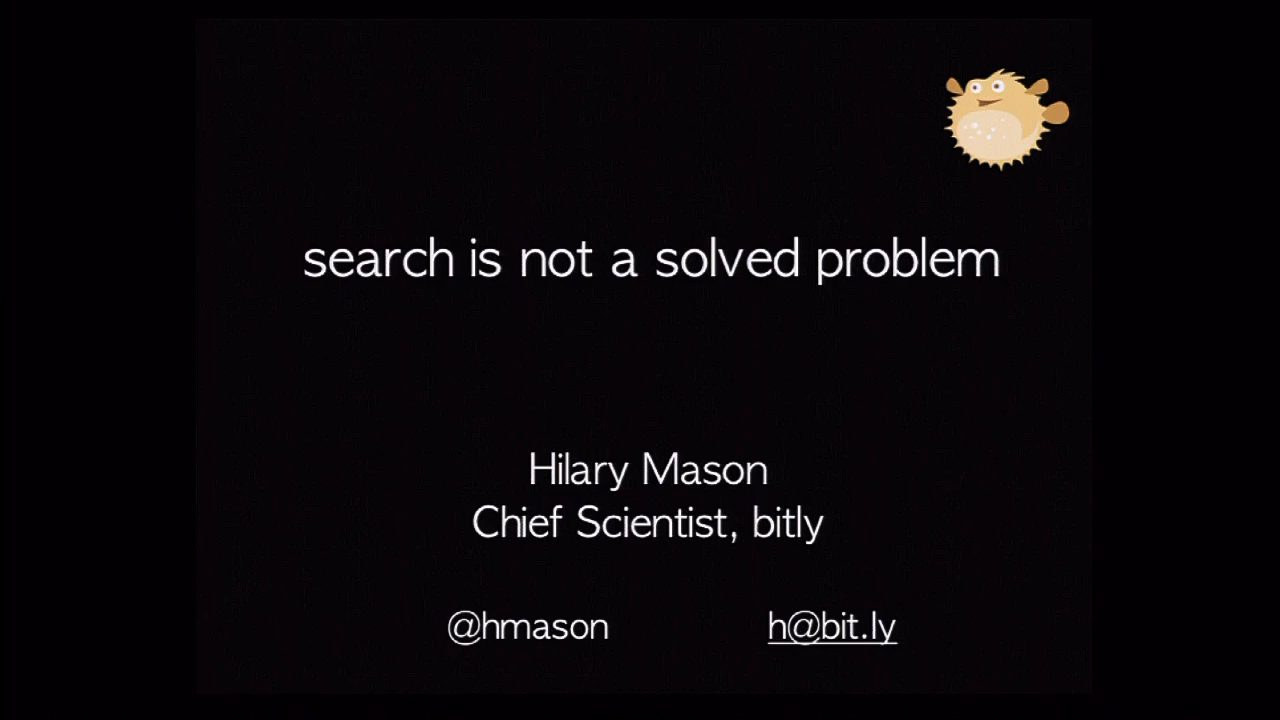 search is not a solved problem
Hilary Mason
Chief Scientist, bitly
@hmason h@bit.ly